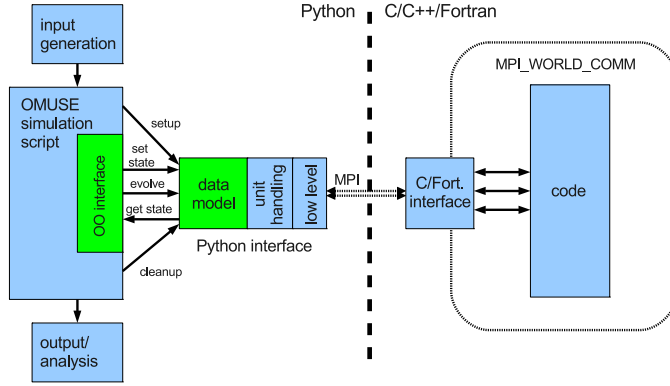 input
generation
Python
C/C++/Fortran
MPI_WORLD_COMM
OMUSE
simulation
script
OO interface
setup
set
state
evolve
get state
cleanup
data
model
unit
handling
low level
Python interface
MPI
C/Fort.
interface
code
output/
analysis